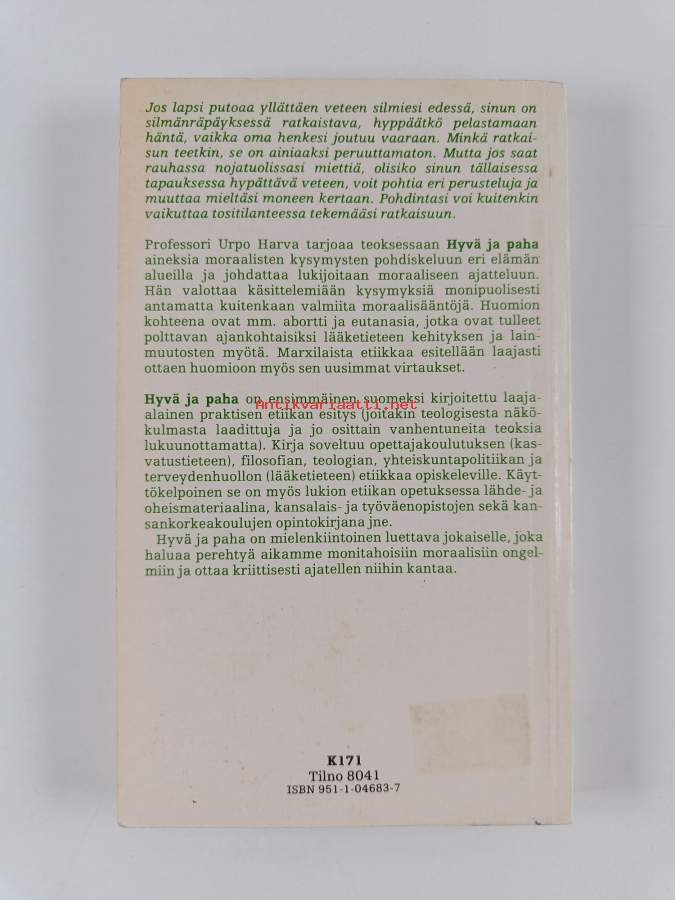 Jos lapsi putoaa yllättäen veteen silmiesi edessä, sinun on
silmänräpäyksessä ratkaistava, hyppäätkö pelastamaan
häntä, vaikka oma henkesi joutuu vaaraan. Minkä ratkai-
sun teetkin, se on ainiaaksi peruuttamaton. Mutta jos saat
rauhassa nojatuolissasi miettiä, olisiko sinun tällaisessa
tapauksessa hypättävä veteen, voit pohtia eri perusteluja ja
muuttaa mieltäsi moneen kertaan. Pohdintasi voi kuitenkin
vaikuttaa tositilanteessa tekemääsi ratkaisuun.
Professori Urpo Harva tarjoaa teoksessaan Hyvä ja paha
aineksia moraalisten kysymysten pohdiskeluun eri elämän
alueilla ja johdattaa lukijoitaan moraaliseen ajatteluun.
Hän valottaa käsittelemiään kysymyksiä monipuolisesti
antamatta kuitenkaan valmiita moraalisääntöjä. Huomion
kohteena ovat mm. abortti ja eutanasia, jotka ovat tulleet
polttavan ajankohtaisiksi lääketieteen kehityksen ja lain-
muutosten myötä. Marxilaista etiikkaa esitellään laajasti
ottaen huomioon myös sen uusimmat virtaukset.
Hyvä ja paha on ensimmäinen suomeksi kirjoitettu laaja-
Antikvariaatti.net
alainen praktisen etiikan esitys (joitakin teologisesta näkö-
kulmasta laadittuja ja jo osittain vanhentuneita teoksia
lukuunottamatta). Kirja soveltuu opettajakoulutuksen (kas-
vatustieteen), filosofian, teologian, yhteiskuntapolitiikan ja
terveydenhuollon (lääketieteen) etiikkaa opiskeleville. Käyt-
tökelpoinen se on myös lukion etiikan opetuksessa lähde- ja
oheismateriaalina, kansalais- ja työväenopistojen sekä kan-
sankorkeakoulujen opintokirjana jne.
Hyvä ja paha on mielenkiintoinen luettava jokaiselle, joka
haluaa perehtyä aikamme monitahoisiin moraalisiin ongel-
miin ja ottaa kriittisesti ajatellen niihin kantaa.
K171
Tilno 8041
ISBN 951-1-04683-7